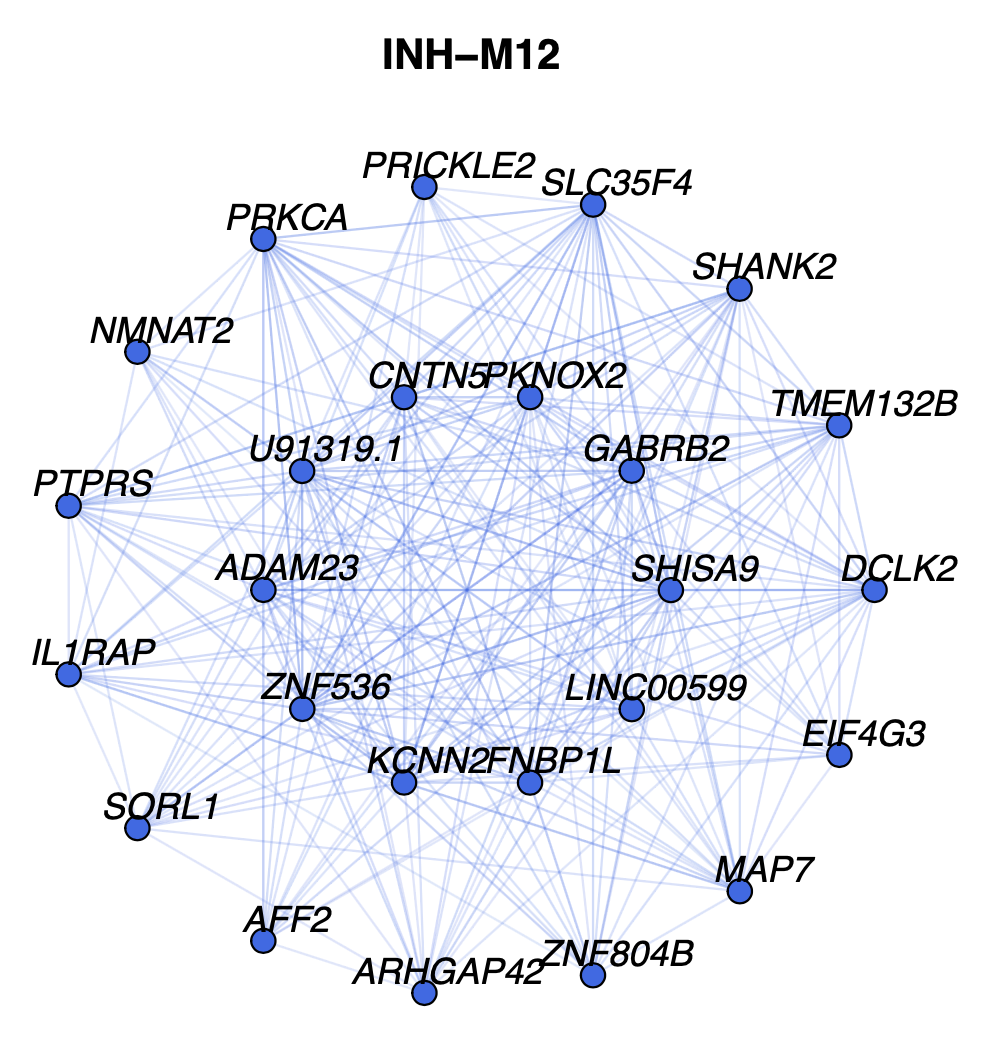 INH−M12
PRICKLE2
SLC35F4
PRKCA
SHANK2
NMNAT2
CNTN5
PKNOX2
TMEM132B
U91319.1
GABRB2
PTPRS
ADAM23
SHISA9
DCLK2
IL1RAP
ZNF536
LINC00599
EIF4G3
KCNN2
FNBP1L
SORL1
MAP7
AFF2
ZNF804B
ARHGAP42